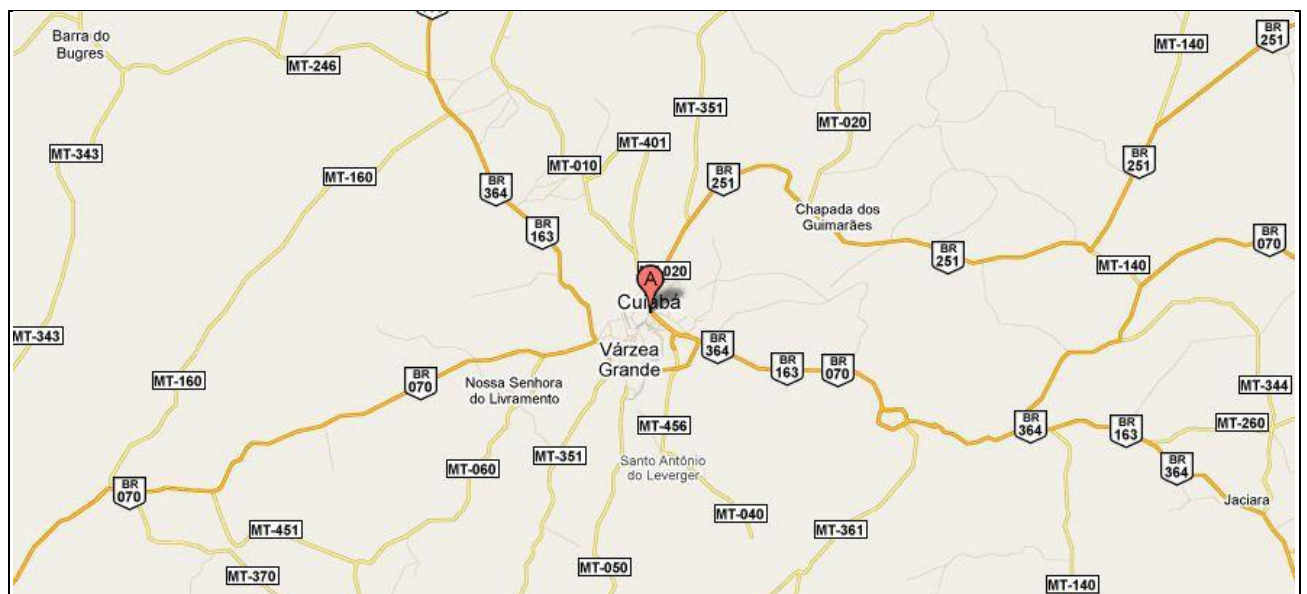 BR
251
Barra do
Bugres
MT-246
MT-140
MT-351
MT-020
MT-401
MT-343
MT-010
BR
251
MT-160
BR
251
BR
364
Chapada dos
Guimarães
BR
163
BR
070
BR
251
MT-140
MT-020
A
Cuiabá
MT-343
Várzea
Grande
BR
364
BR
163
BR
070
MT-160
BR
070
Nossa Senhora
do Livramento
MT-344
MT-456
BR
364
BR
163
MT-260
MT-351
MT-060
Santo Antônio
do Leverger
BR
364
BR
070
Jaciara
MT-040
MT-451
MT-361
MT-370
MT-050
MT-140